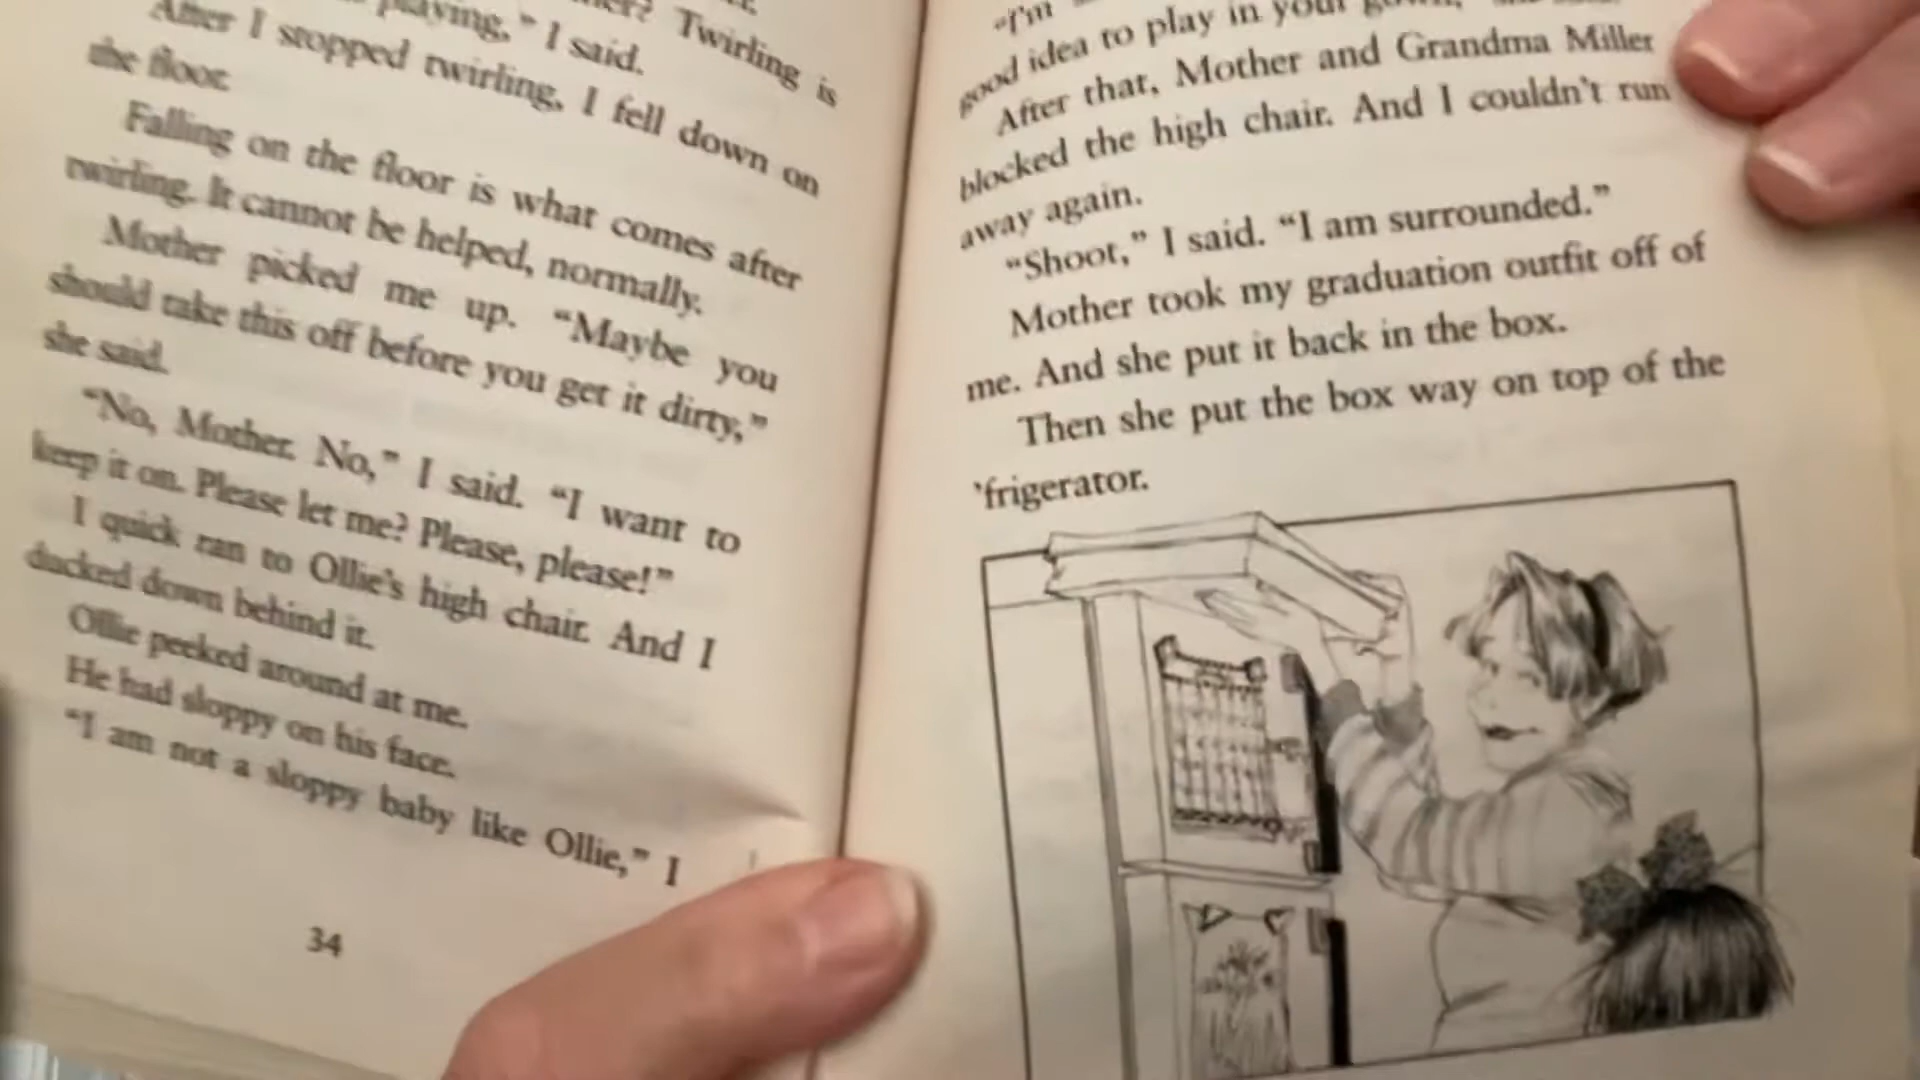 playing," I said.
Twirling is
After I stopped twirling, I fell down on
the floor.
Falling on the floor is what comes after
twirling. It cannot be helped, normally.
Mother picked me up. "Maybe you
should take this off before you get it dirty,"
she said.
"No, Mother. No," I said. "I want to
keep it on. Please let me? Please, please!"
I quick ran to Ollie's high chair. And I
ducked down behind it.
Ollie peeked around at me.
He had sloppy on his face.
"I am not a sloppy baby like Ollie," I
34
"I'm
good idea to play in your gown,
After that, Mother and Grandma Miller
blocked the high chair. And I couldn't run
away again.
"Shoot," I said. "I am surrounded."
Mother took my graduation outfit off of
me. And she put it back in the box.
Then she put the box way on top of the
'frigerator.